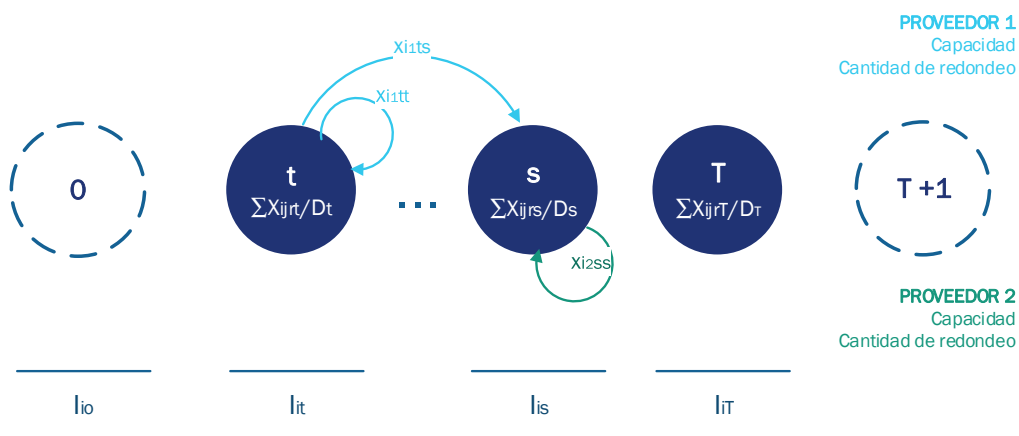 PROVEEDOR 1
Capacidad
Cantidad de redondeo
xi1ts
xi1tt
0
t
∑Xijrt/Dt
...
s
∑Xijrs/Ds
T
∑XijrT/DT
T +1
xi2ss
PROVEEDOR 2
Capacidad
Cantidad de redondeo
Iio
Iit
Iis
IiT